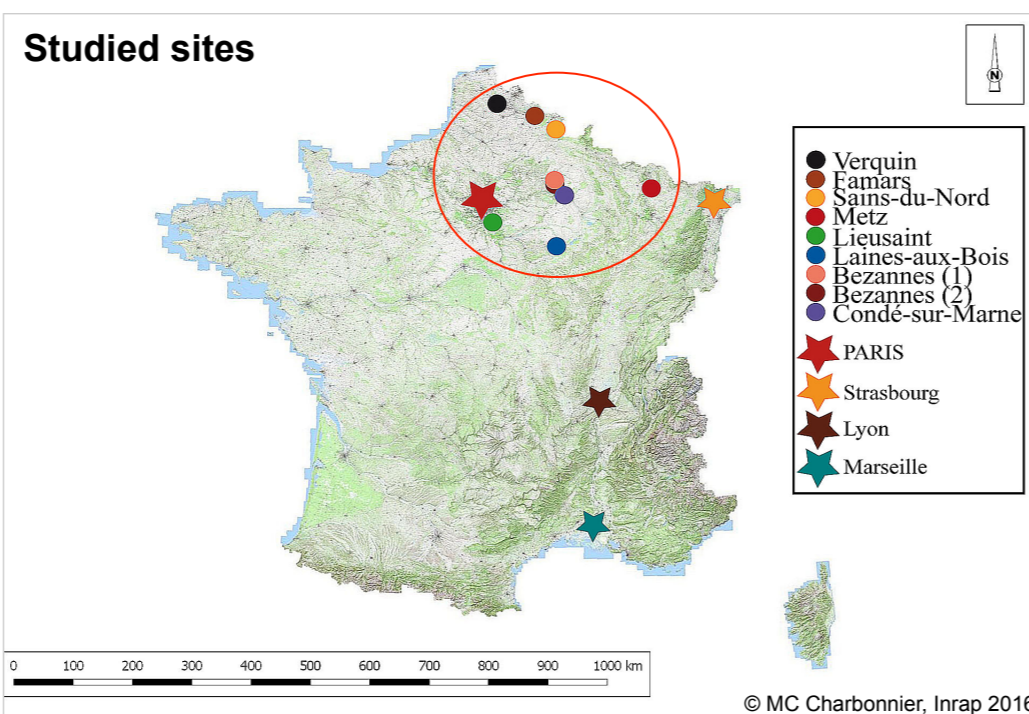 Studied sites
N
Verquin
Famars
Sains-du-Nord
Metz
Lieusaint
Laines-aux-Bois
Bezannes (1)
Bezannes (2)
Condé-sur-Marne
PARIS
Strasbourg
Lyon
Marseille
0 100 200 300 400 500 600 700 800 900 1000 km
© MC Charbonnier, Inrap 2016